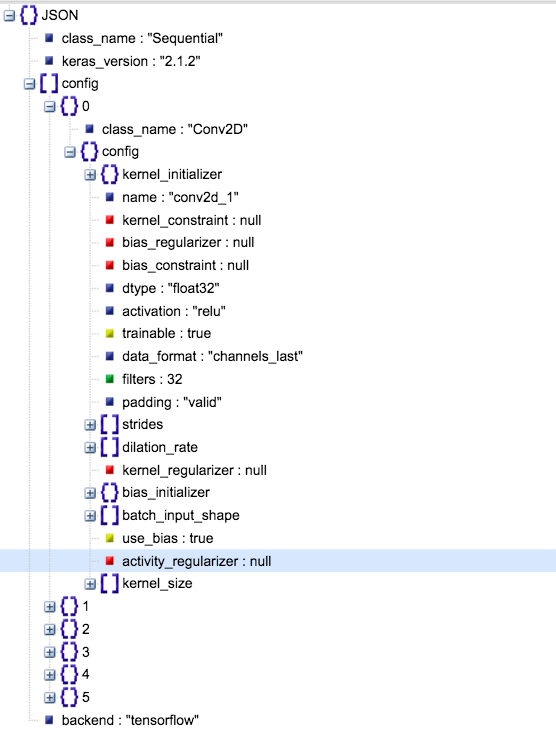 JSON
class_name : "Sequential"
keras_version : "2.1.2"
config
0
class_name : "Conv2D"
config
kernel_initializer
name : "conv2d_1"
kernel_constraint : null
bias_regularizer : null
bias_constraint : null
dtype : "float32"
activation : "relu"
trainable : true
data_format : "channels_last"
filters : 32
padding : "valid"
strides
dilation_rate
kernel_regularizer : null
bias_initializer
batch_input_shape
use_bias : true
activity_regularizer : null
kernel_size
1
2
3
4
5
backend : "tensorflow"